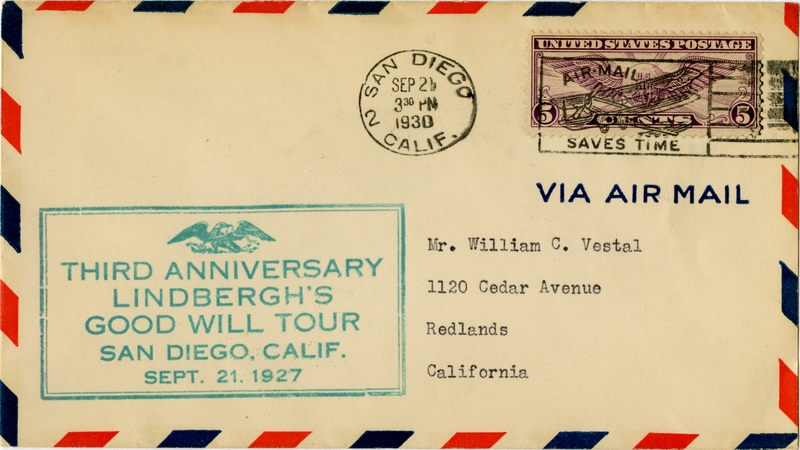 SAN DIEGO
SEP 21
3 30 PM
1930
2 CALIF.
UNITED STATES POSTAGE
AIR-MAIL
5 CENTS 5
SAVES TIME
VIA AIR MAIL
THIRD ANNIVERSARY
LINDBERGH'S
GOOD WILL TOUR
SAN DIEGO, CALIF.
SEPT. 21. 1927
Mr. William C. Vestal
1120 Cedar Avenue
Redlands
California